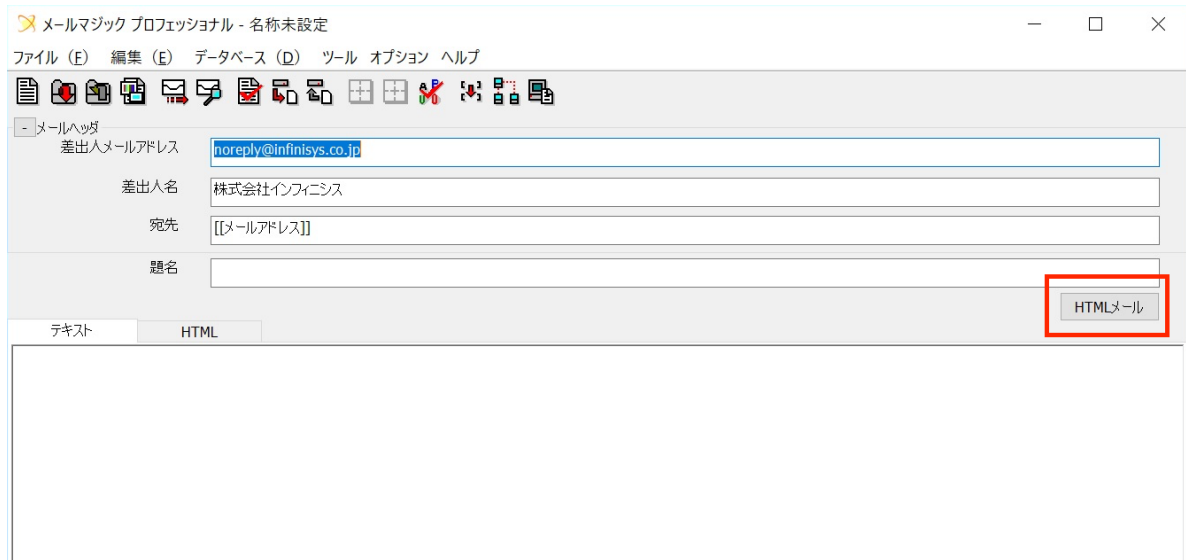 メールマジック プロフェッショナル - 名称未設定
ファイル (F) 編集 (E) データベース (D) ツール オプション ヘルプ
- メールヘッダ
差出人メールアドレス noreply@infinisys.co.jp
差出人名 株式会社インフィニシス
宛先 [[メールアドレス]]
題名
HTMLメール
テキスト HTML